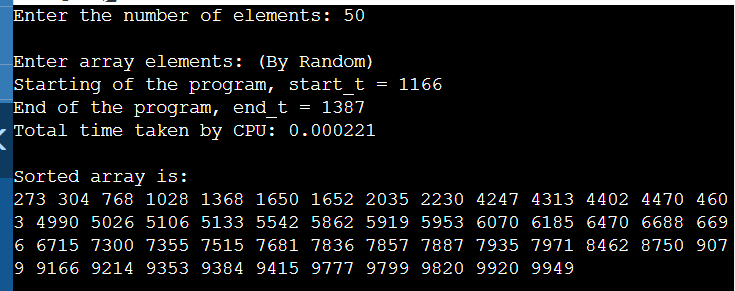 Enter the number of elements: 50
Enter array elements: (By Random)
Starting of the program, start_t = 1166
End of the program, end_t = 1387
Total time taken by CPU: 0.000221
Sorted array is:
273 304 768 1028 1368 1650 1652 2035 2230 4247 4313 4402 4470 460
3 4990 5026 5106 5133 5542 5862 5919 5953 6070 6185 6470 6688 669
6 6715 7300 7355 7515 7681 7836 7857 7887 7935 7971 8462 8750 907
9 9166 9214 9353 9384 9415 9777 9799 9820 9920 9949